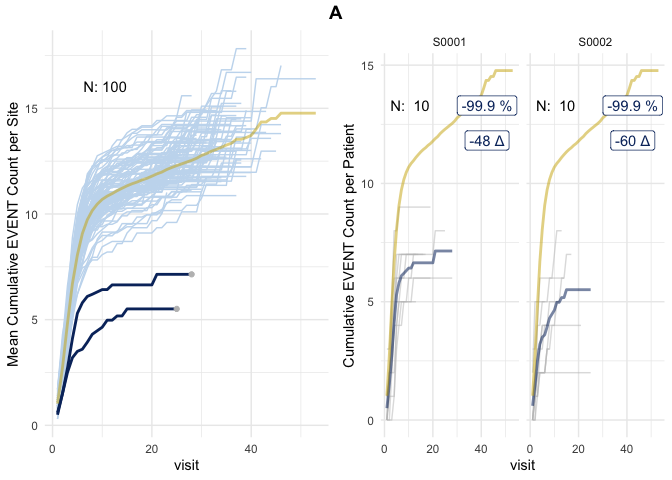 A
Mean Cumulative EVENT Count per Site
15
10
5
0
N: 100
0
20
40
visit
Cumulative EVENT Count per Patient
15
10
5
0
S0001
N:  10
-99.9 %
-48 Δ
0
20
40
S0002
N:  10
-99.9 %
-60 Δ
0
20
40
visit